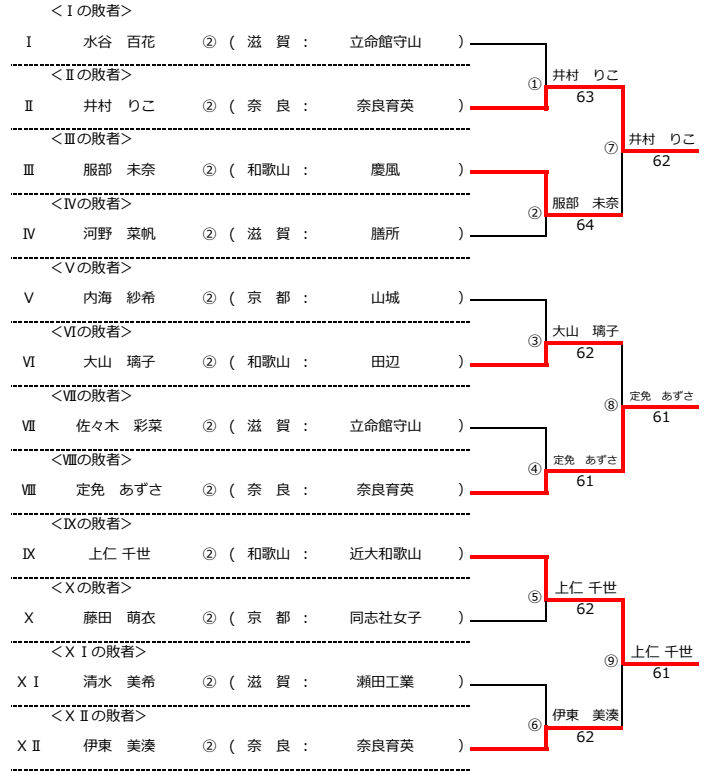 <Ⅰの敗者>
Ⅰ 水谷 百花 ② ( 滋 賀 : 立命館守山 )
<Ⅱの敗者>
① 井村 りこ
63
Ⅱ 井村 りこ ② ( 奈 良 : 奈良育英 )
<Ⅲの敗者>
⑦ 井村 りこ
62
Ⅲ 服部 未奈 ② ( 和歌山 : 慶風 )
<Ⅳの敗者>
② 服部 未奈
64
Ⅳ 河野 菜帆 ② ( 滋 賀 : 膳所 )
<Ⅴの敗者>
Ⅴ 内海 紗希 ② ( 京 都 : 山城 )
<Ⅵの敗者>
③ 大山 璃子
62
Ⅵ 大山 璃子 ② ( 和歌山 : 田辺 )
<Ⅶの敗者>
⑧ 定免 あずさ
61
Ⅶ 佐々木 彩菜 ② ( 滋 賀 : 立命館守山 )
<Ⅷの敗者>
④ 定免 あずさ
61
Ⅷ 定免 あずさ ② ( 奈 良 : 奈良育英 )
<Ⅸの敗者>
Ⅸ 上仁 千世 ② ( 和歌山 : 近大和歌山 )
<Ⅹの敗者>
⑤ 上仁 千世
62
Ⅹ 藤田 萌衣 ② ( 京 都 : 同志社女子 )
<ⅩⅠの敗者>
⑨ 上仁 千世
61
ⅩⅠ 清水 美希 ② ( 滋 賀 : 瀬田工業 )
<ⅩⅡの敗者>
⑥ 伊東 美湊
62
ⅩⅡ 伊東 美湊 ② ( 奈 良 : 奈良育英 )